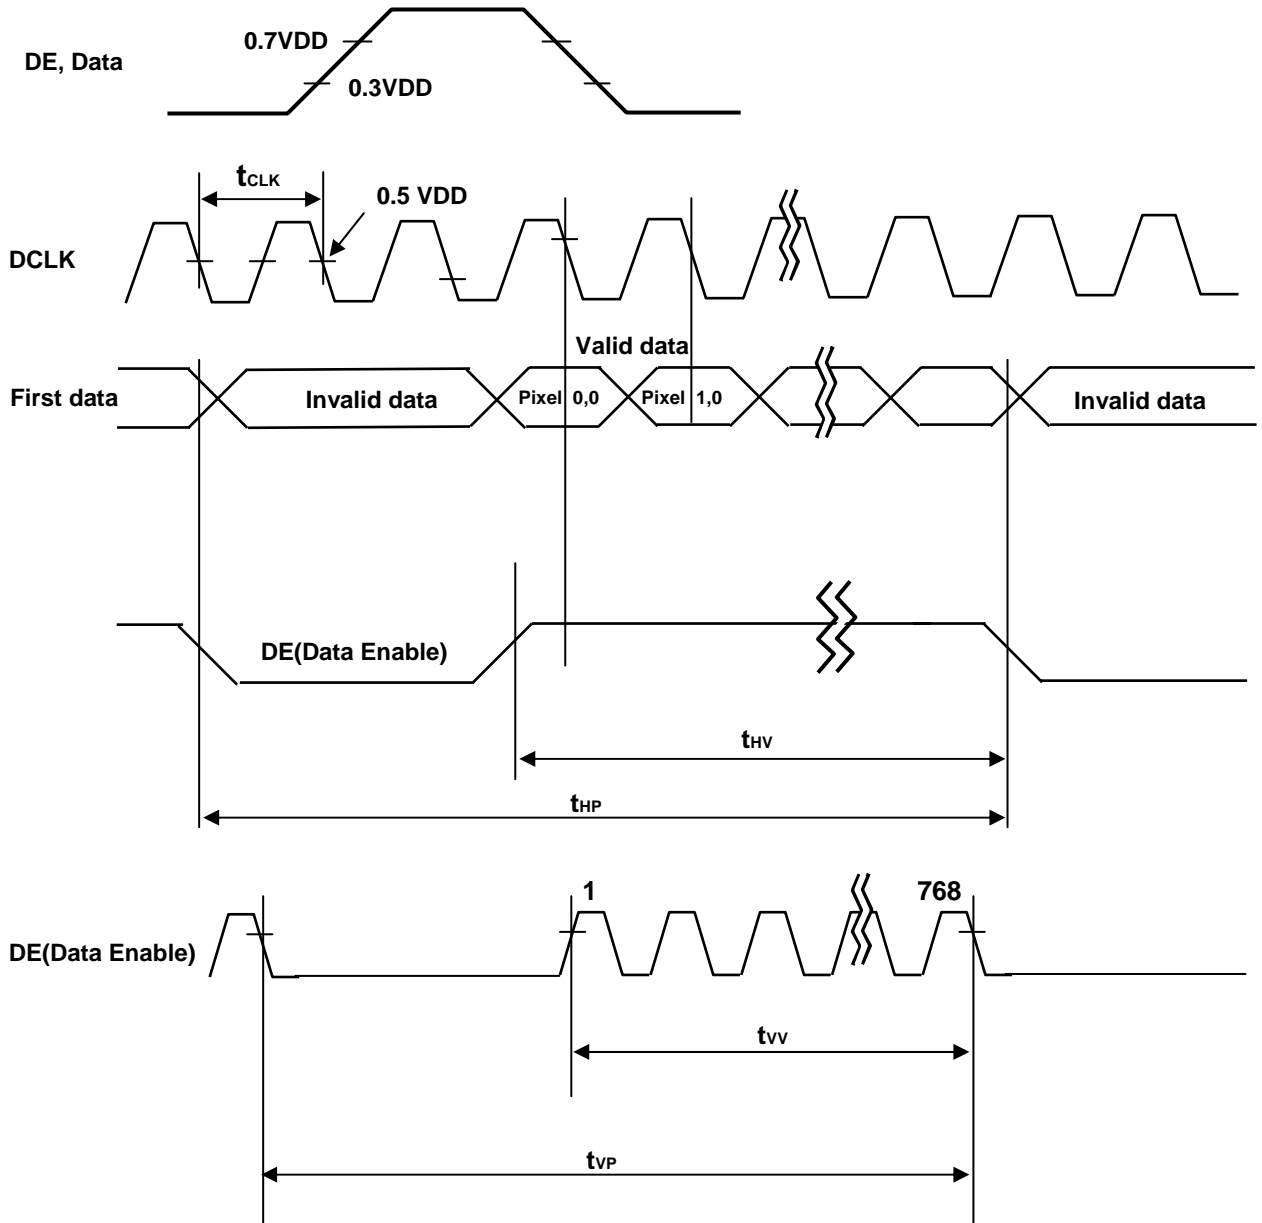 0.7VDD
DE, Data
0.3VDD
tCLK
0.5 VDD
DCLK
Valid data
First data
Invalid data
Pixel 0,0
Pixel 1,0
Invalid data
DE(Data Enable)
tHV
tHP
1
768
DE(Data Enable)
tVV
tVP